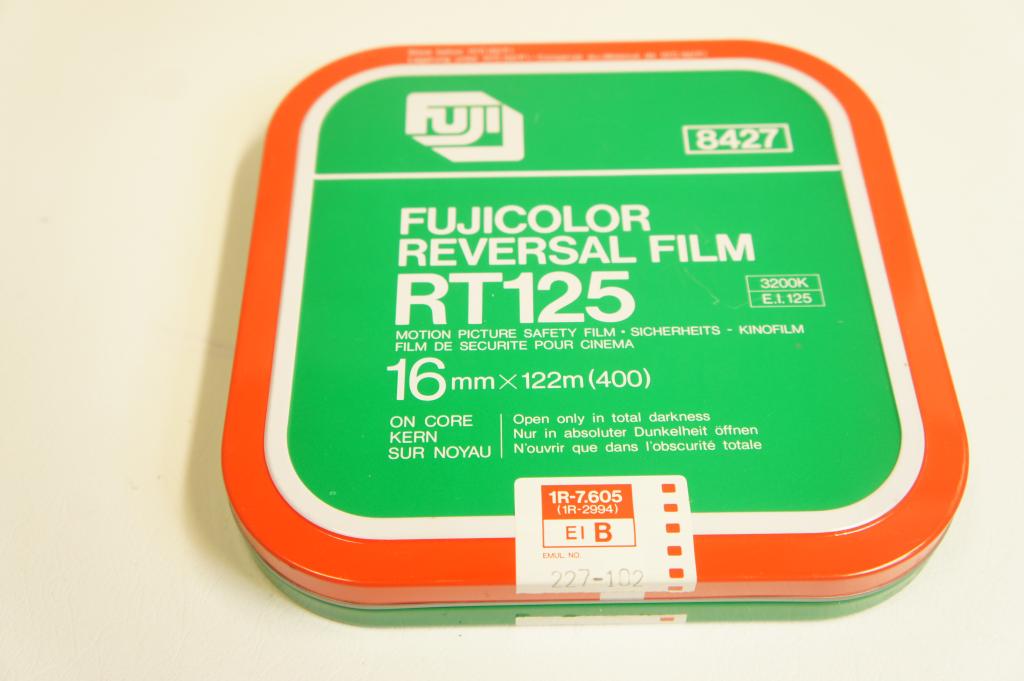 FUJI
8427
FUJICOLOR
REVERSAL FILM
RT125
3200K
E.I. 125
MOTION PICTURE SAFETY FILM • SICHERHEITS - KINOFILM
FILM DE SECURITE POUR CINEMA
16 mm × 122m (400)
ON CORE
KERN
SUR NOYAU
Open only in total darkness
Nur in absoluter Dunkelheit öffnen
N'ouvrir que dans l'obscurité totale
1R-7.605
(1R-2994)
EI B
EMUL. NO.
227-102